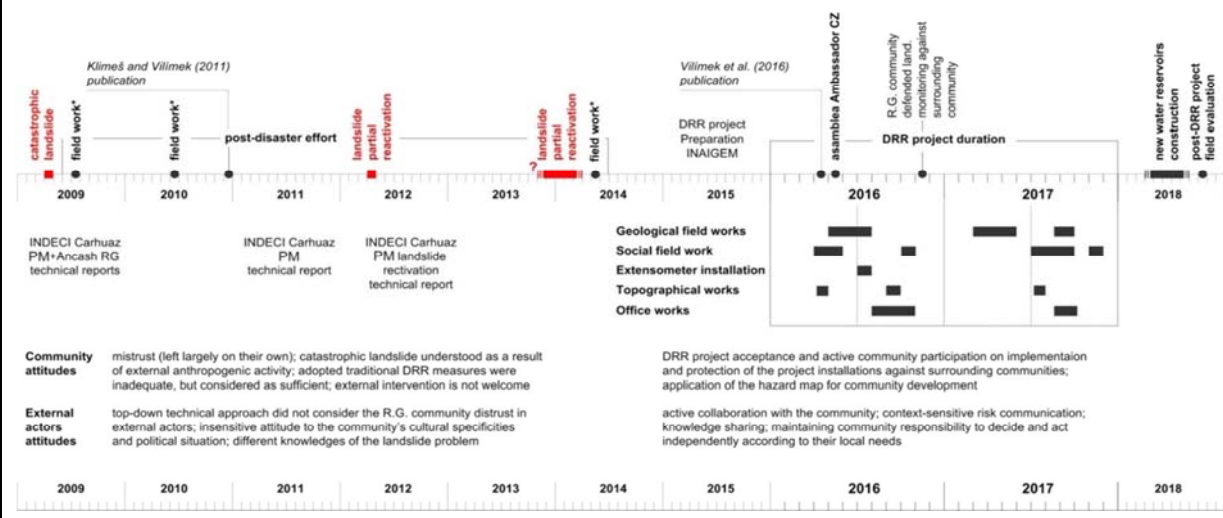 Klimeš and Vilímek (2011)
publication
catastrophic
landslide
field work*
field work*
post-disaster effort
landslide
partial
reactivation
?
landslide
partial
reactivation
field work*
Vilímek et al. (2016)
publication
DRR project
Preparation
INAIGEM
asamblea Ambassador CZ
R.G. community
defended land.
monitoring against
surrounding
community
DRR project duration
new water reservoirs
construction
post-DRR project
field evaluation
2009 2010 2011 2012 2013 2014 2015 2016 2017 2018
INDECI Carhuaz
PM+Ancash RG
technical reports
INDECI Carhuaz
PM
technical report
INDECI Carhuaz
PM landslide
rectivation
technical report
Geological field works
Social field work
Extensometer installation
Topographical works
Office works
Community
attitudes
mistrust (left largely on their own); catastrophic landslide understood as a result
of external anthropogenic activity; adopted traditional DRR measures were
inadequate, but considered as sufficient; external intervention is not welcome
DRR project acceptance and active community participation on implementaion
and protection of the project installations against surrounding communities;
application of the hazard map for community development
External
actors
attitudes
top-down technical approach did not consider the R.G. community distrust in
external actors; insensitive attitude to the community's cultural specificities
and political situation; different knowledges of the landslide problem
active collaboration with the community; context-sensitive risk communication;
knowledge sharing; maintaining community responsibility to decide and act
independently according to their local needs
2009 2010 2011 2012 2013 2014 2015 2016 2017 2018